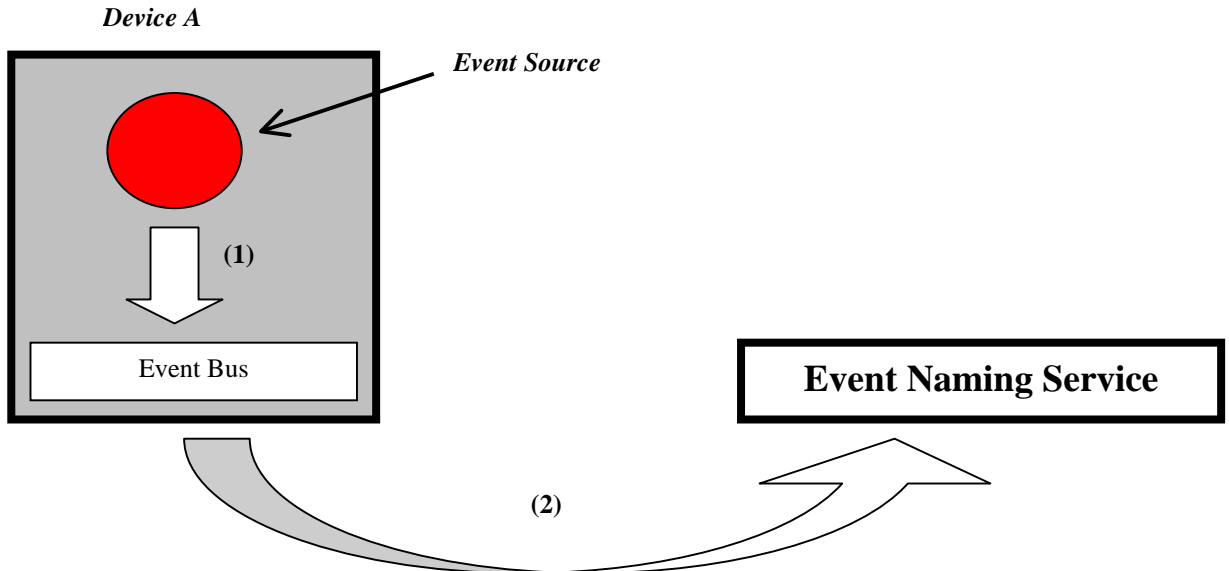 Device A
Event Source
(1)
Event Bus
Event Naming Service
(2)